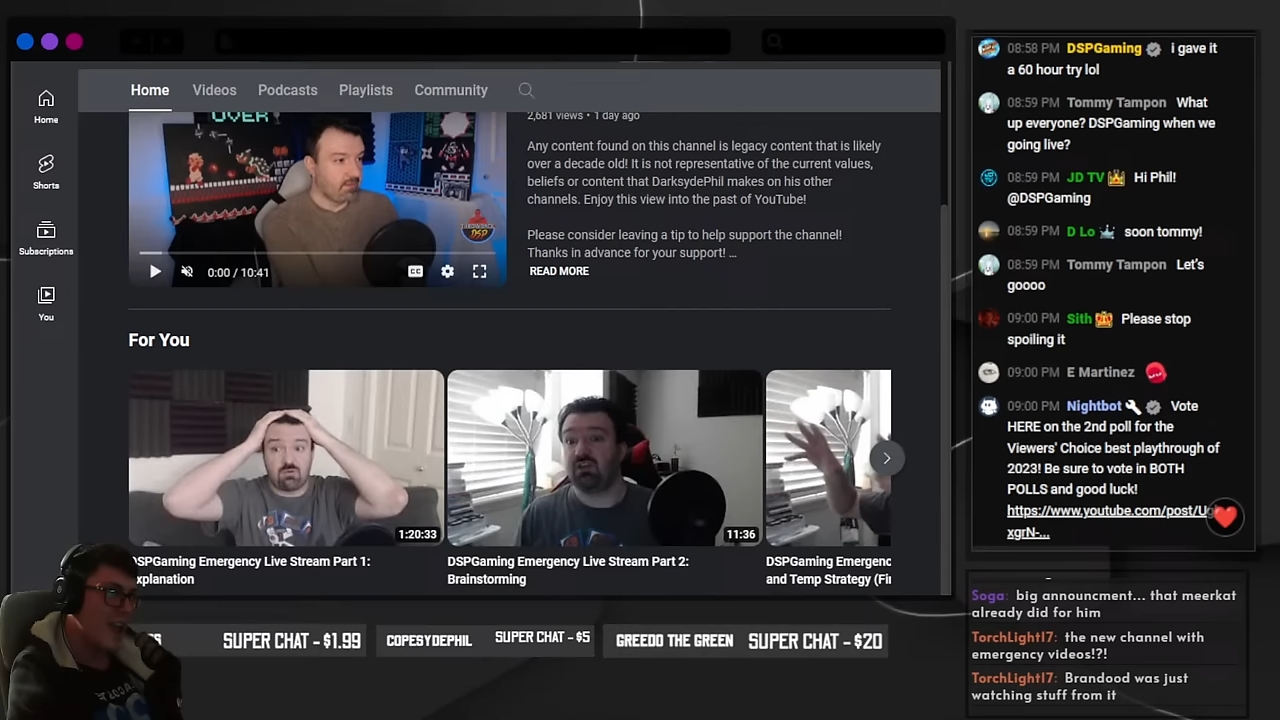 Home
Videos
Podcasts
Playlists
Community
Home
Shorts
Subscriptions
You
OVER
2,681 views • 1 day ago
Any content found on this channel is legacy content that is likely
over a decade old! It is not representative of the current values,
beliefs or content that DarksydePhil makes on his other
channels. Enjoy this view into the past of YouTube!
Please consider leaving a tip to help support the channel!
Thanks in advance for your support! ...
READ MORE
0:00 / 10:41
CC
For You
1:20:33
11:36
DSPGaming Emergency Live Stream Part 1:
Explanation
DSPGaming Emergency Live Stream Part 2:
Brainstorming
DSPGaming Emergenc
and Temp Strategy (Fir
SUPER CHAT - $1.99
COPESYDEPHIL
SUPER CHAT - $5
GREEDO THE GREEN
SUPER CHAT - $20
08:58 PM DSPGaming i gave it
a 60 hour try lol
08:59 PM Tommy Tampon What
up everyone? DSPGaming when we
going live?
08:59 PM JD TV Hi Phil!
@DSPGaming
08:59 PM D Lo soon tommy!
08:59 PM Tommy Tampon Let's
goooo
09:00 PM Sith Please stop
spoiling it
09:00 PM E Martinez
09:00 PM Nightbot Vote
HERE on the 2nd poll for the
Viewers' Choice best playthrough of
2023! Be sure to vote in BOTH
POLLS and good luck!
https://www.youtube.com/post/Ug
xgrN-...
Soga: big announcment... that meerkat
already did for him
TorchLight17: the new channel with
emergency videos!?!
TorchLight17: Brandood was just
watching stuff from it